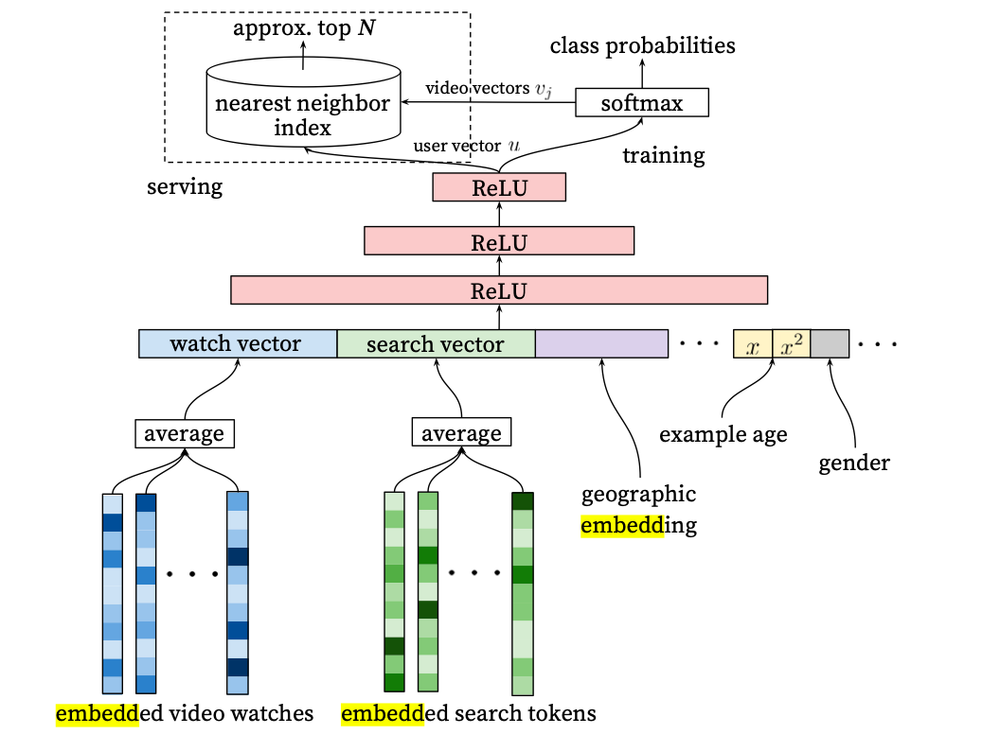 approx. top N
class probabilities
nearest neighbor
index
video vectors v_j
softmax
user vector u
training
serving
ReLU
ReLU
ReLU
watch vector
search vector
. . .
x
x²
. . .
average
average
example age
gender
geographic
embedding
. . .
. . .
embedded video watches
embedded search tokens